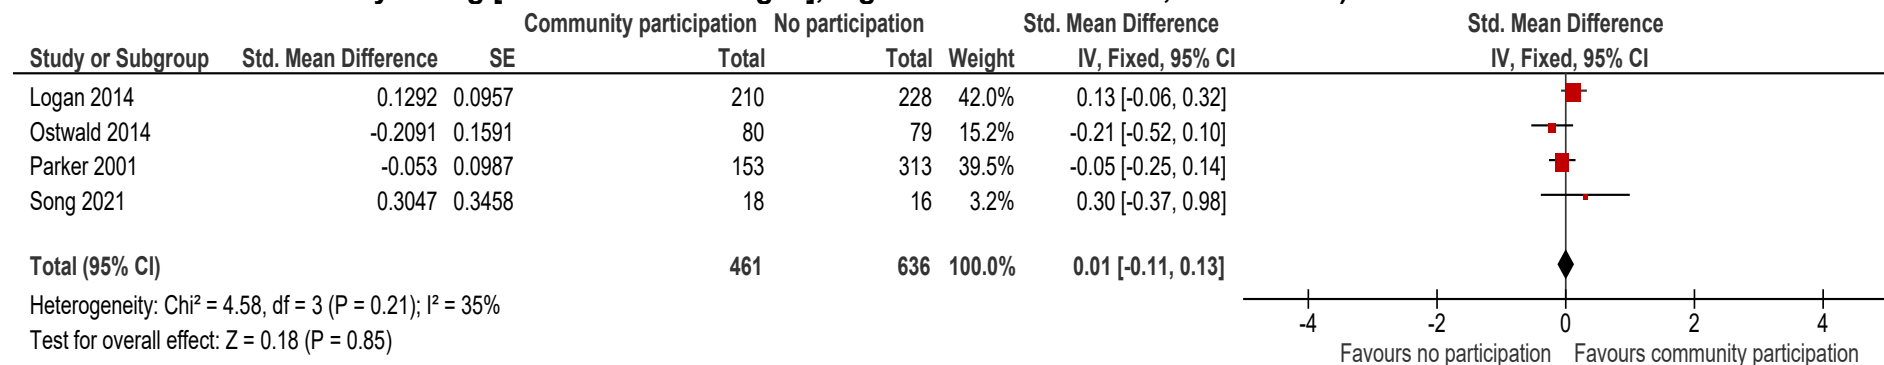 Community participation No participation Std. Mean Difference Std. Mean Difference
Study or Subgroup Std. Mean Difference SE Total Total Weight IV, Fixed, 95% CI IV, Fixed, 95% CI
Logan 2014 0.1292 0.0957 210 228 42.0% 0.13 [-0.06, 0.32]
Ostwald 2014 -0.2091 0.1591 80 79 15.2% -0.21 [-0.52, 0.10]
Parker 2001 -0.053 0.0987 153 313 39.5% -0.05 [-0.25, 0.14]
Song 2021 0.3047 0.3458 18 16 3.2% 0.30 [-0.37, 0.98]
Total (95% CI) 461 636 100.0% 0.01 [-0.11, 0.13]
Heterogeneity: Chi² = 4.58, df = 3 (P = 0.21); I² = 35%
Test for overall effect: Z = 0.18 (P = 0.85)
-4 -2 0 2 4
Favours no participation Favours community participation